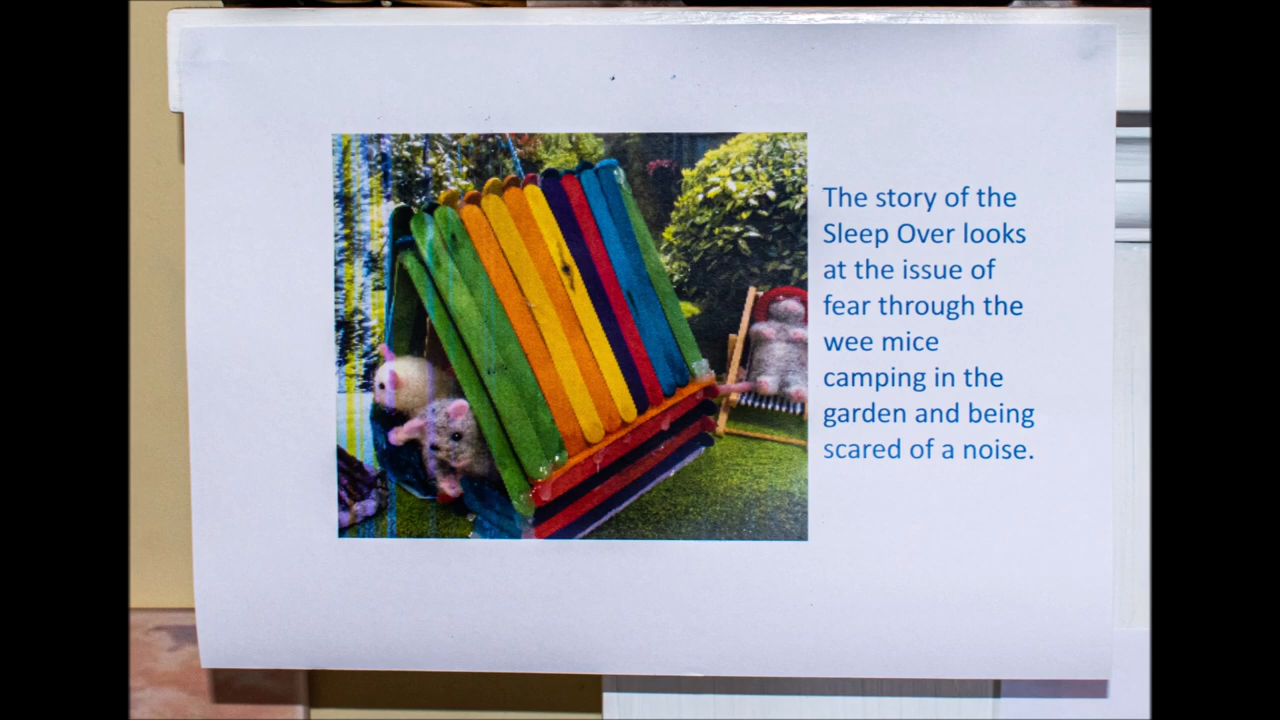 The story of the
Sleep Over looks
at the issue of
fear through the
wee mice
camping in the
garden and being
scared of a noise.